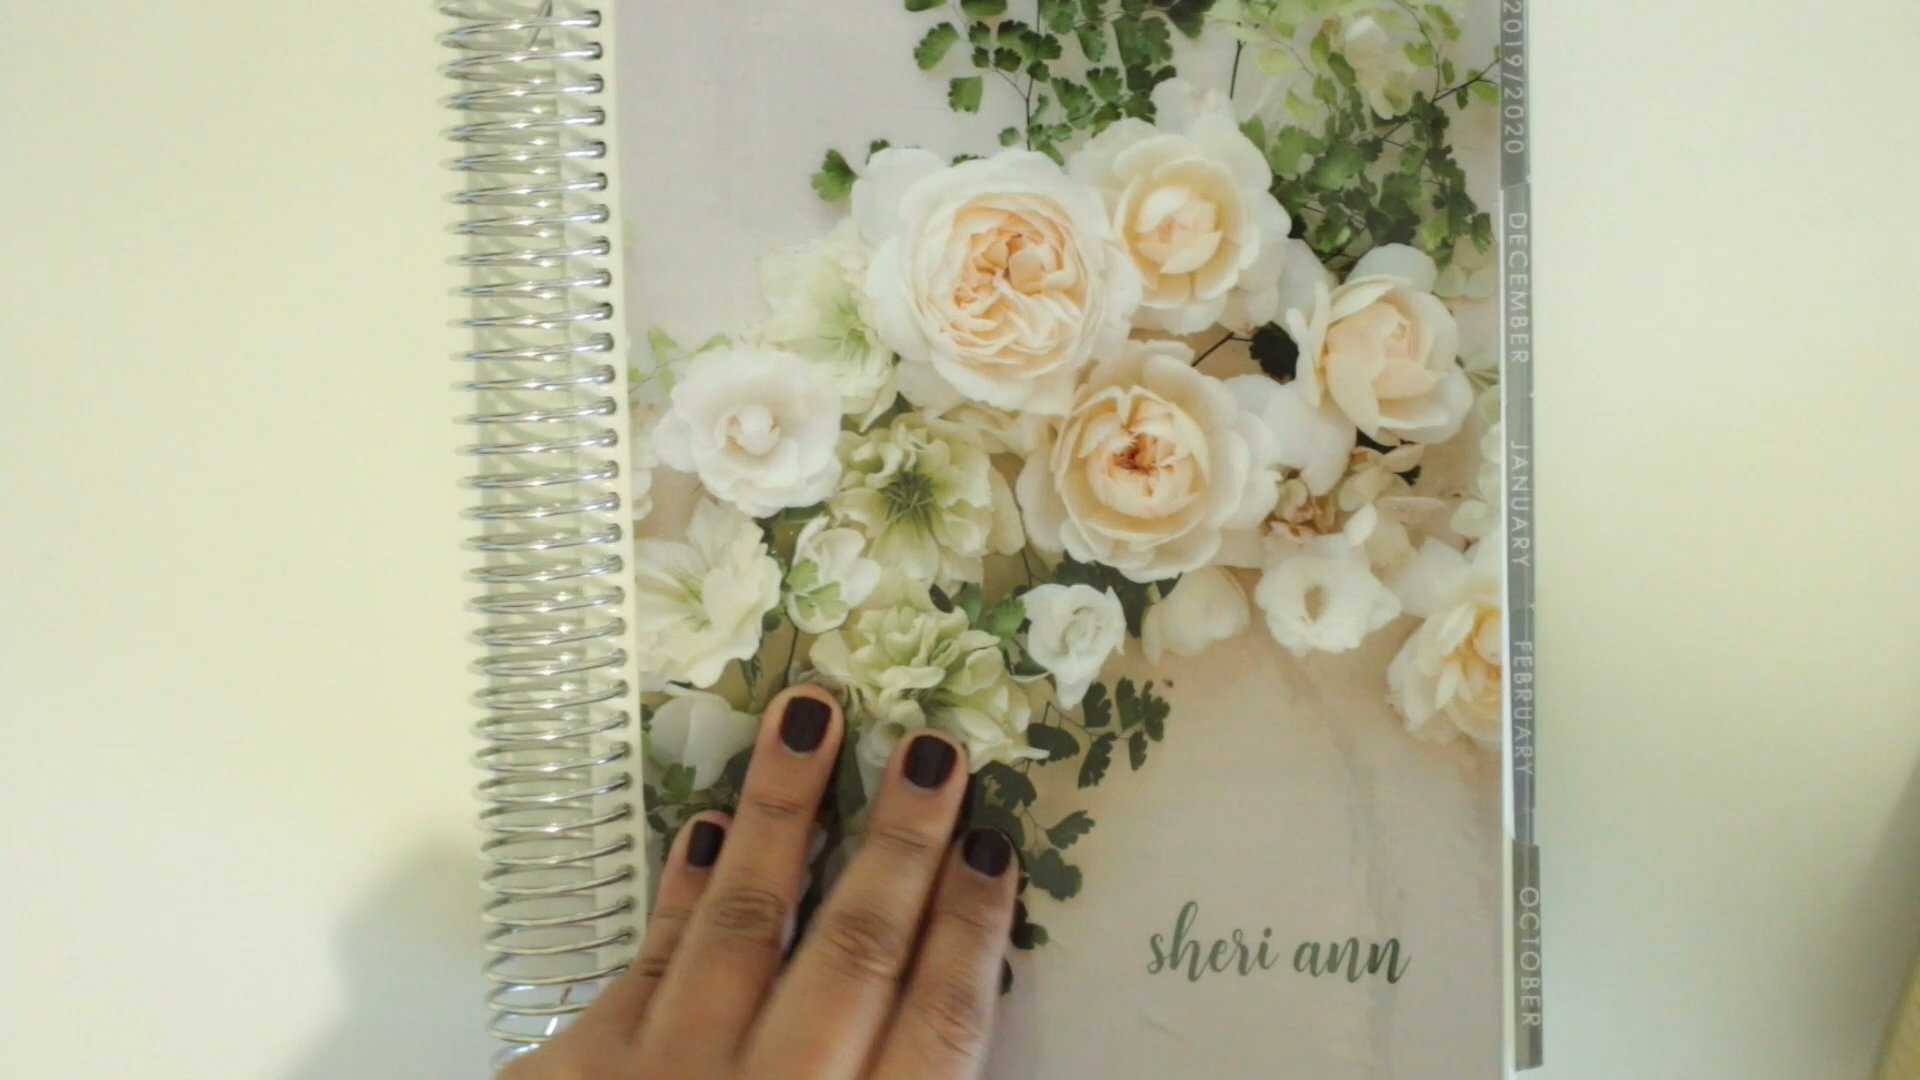 2019/2020
DECEMBER
JANUARY
FEBRUARY
OCTOBER
sheri ann